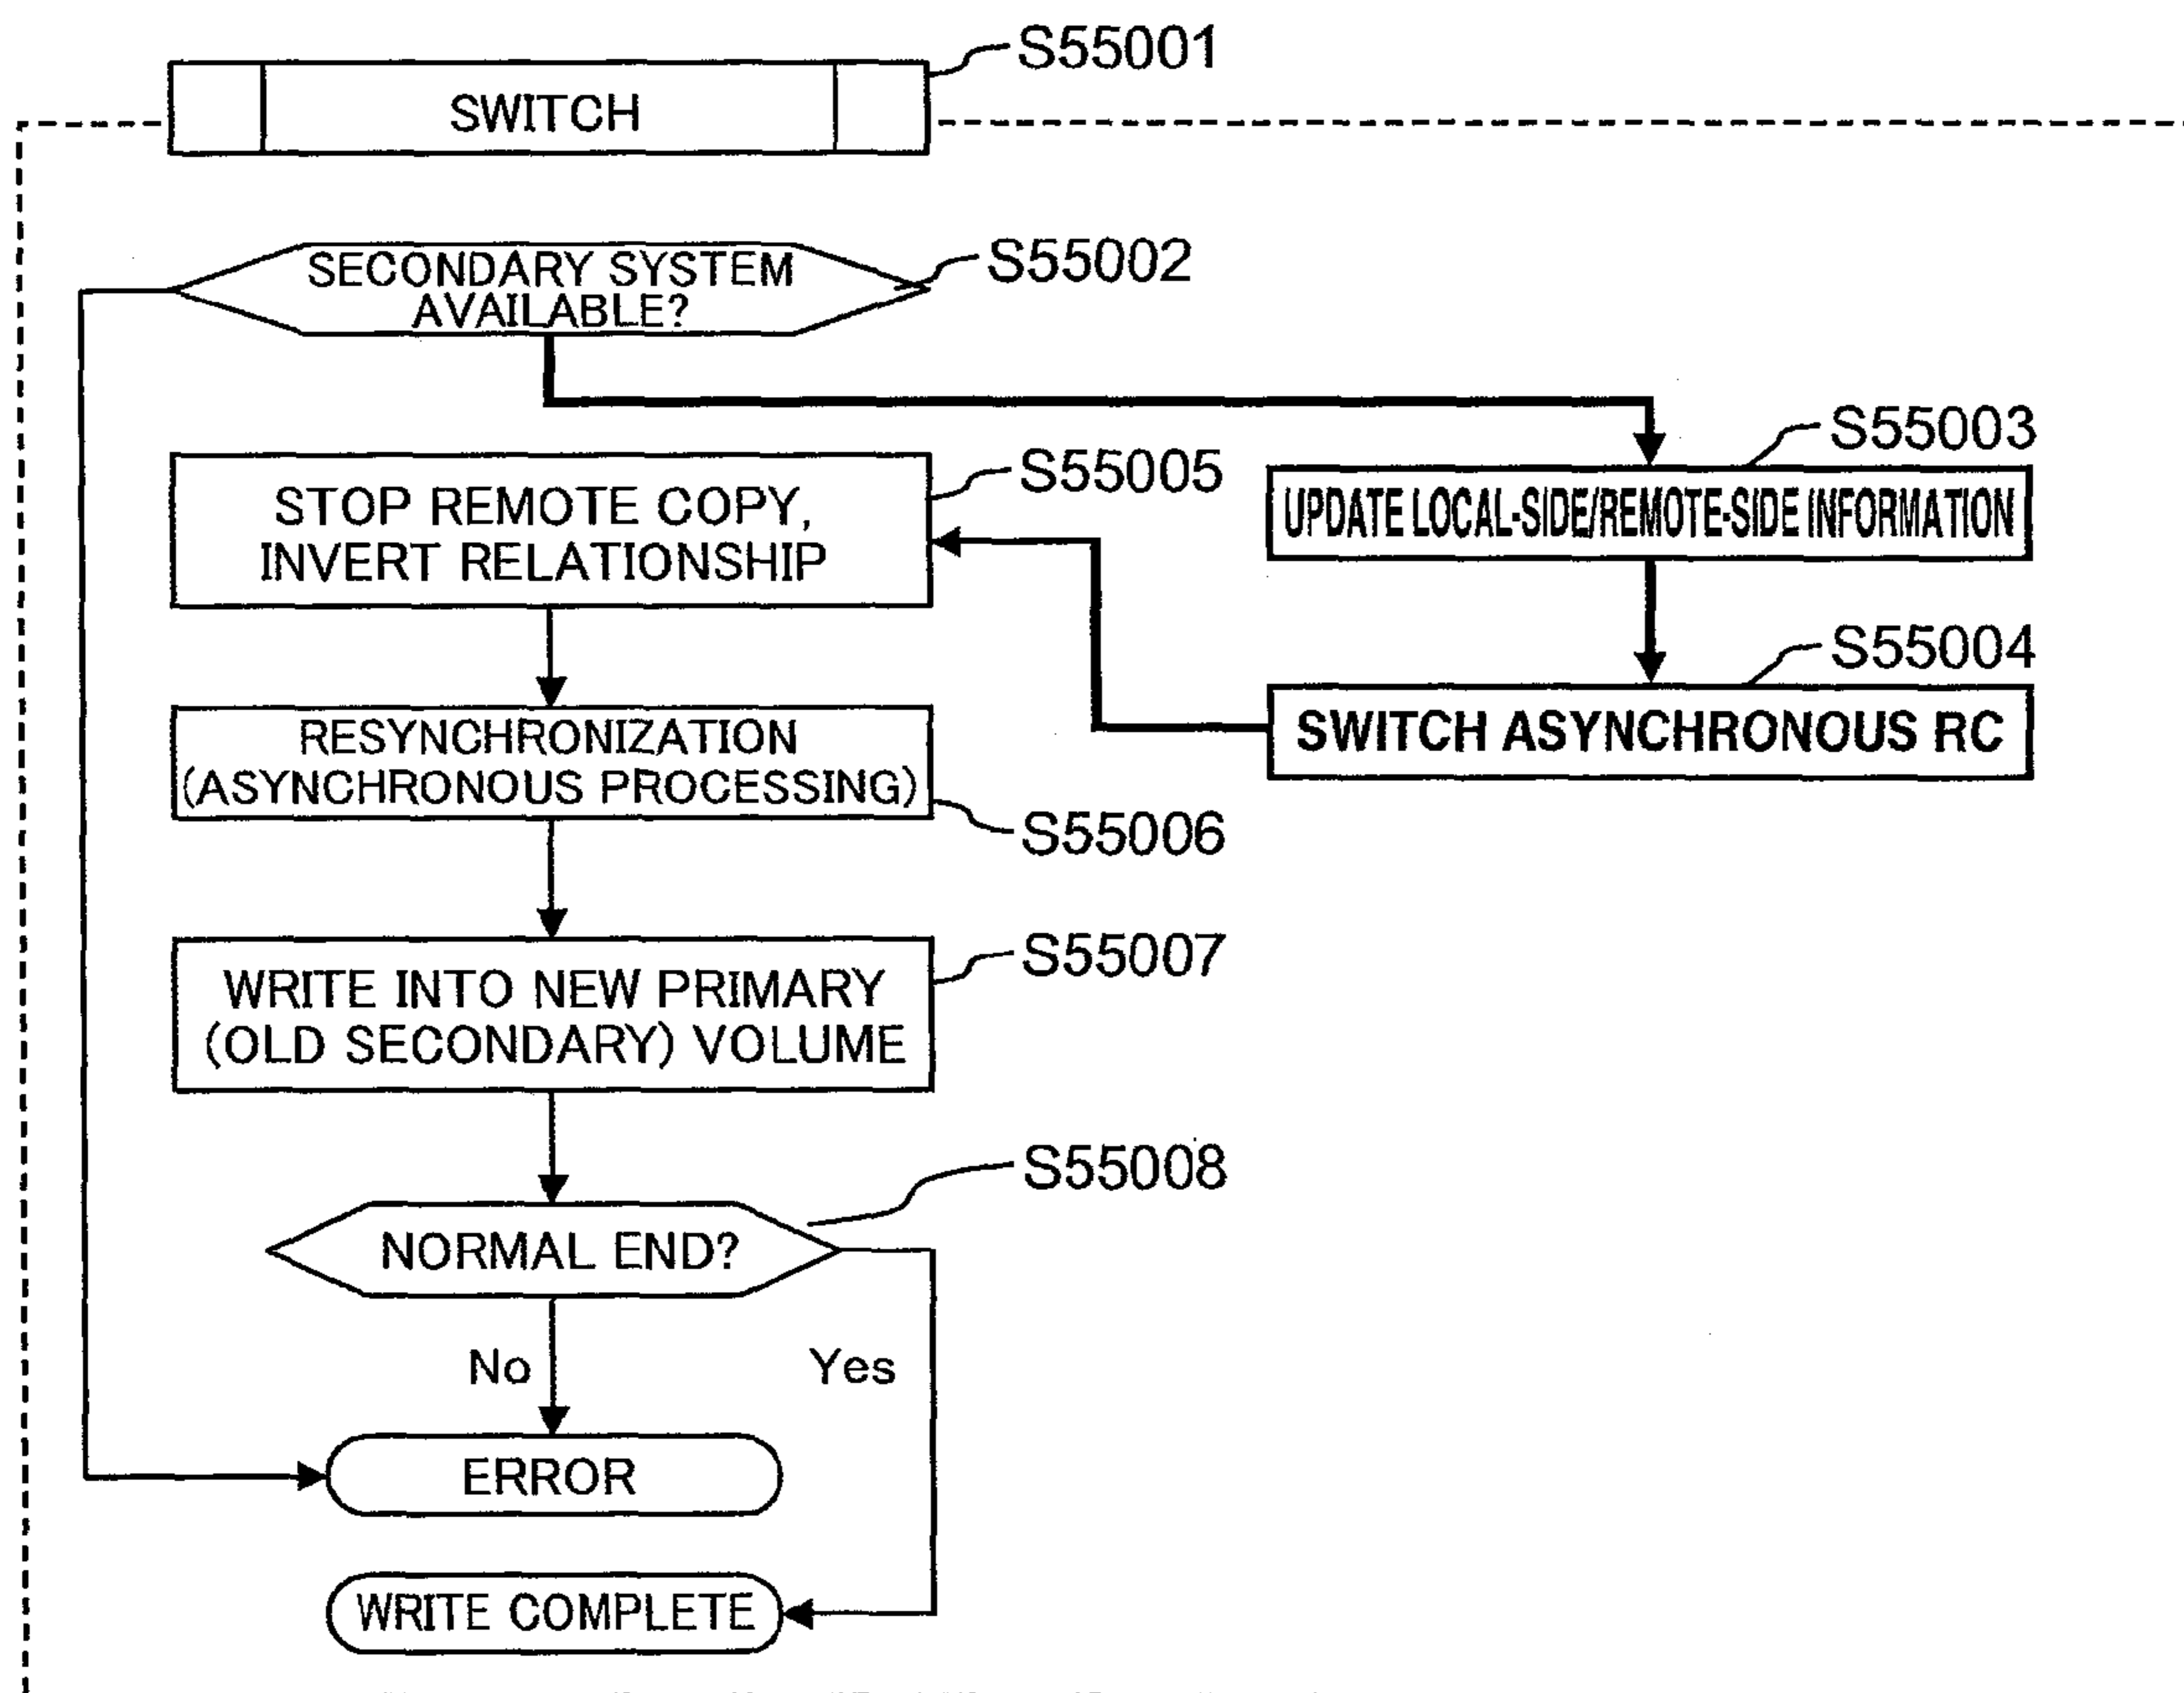 S55001
SWITCH
SECONDARY SYSTEM
AVAILABLE?
S55002
S55003
UPDATE LOCAL-SIDE/REMOTE-SIDE INFORMATION
S55004
SWITCH ASYNCHRONOUS RC
S55005
STOP REMOTE COPY,
INVERT RELATIONSHIP
RESYNCHRONIZATION
(ASYNCHRONOUS PROCESSING)
S55006
S55007
WRITE INTO NEW PRIMARY
(OLD SECONDARY) VOLUME
S55008
NORMAL END?
No
Yes
ERROR
WRITE COMPLETE